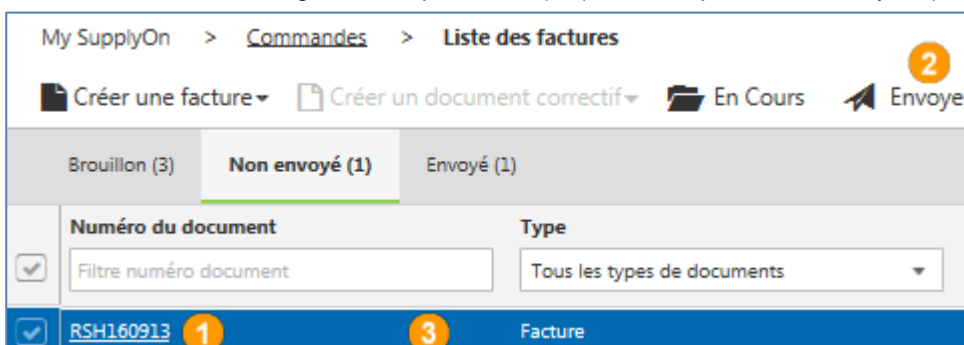 My SupplyOn > Commandes > Liste des factures
2
Créer une facture Créer un document correctif En Cours Envoye
Brouillon (3) Non envoyé (1) Envoyé (1)
Numéro du document Type
Filtre numéro document Tous les types de documents
RSH160913 1 3 Facture